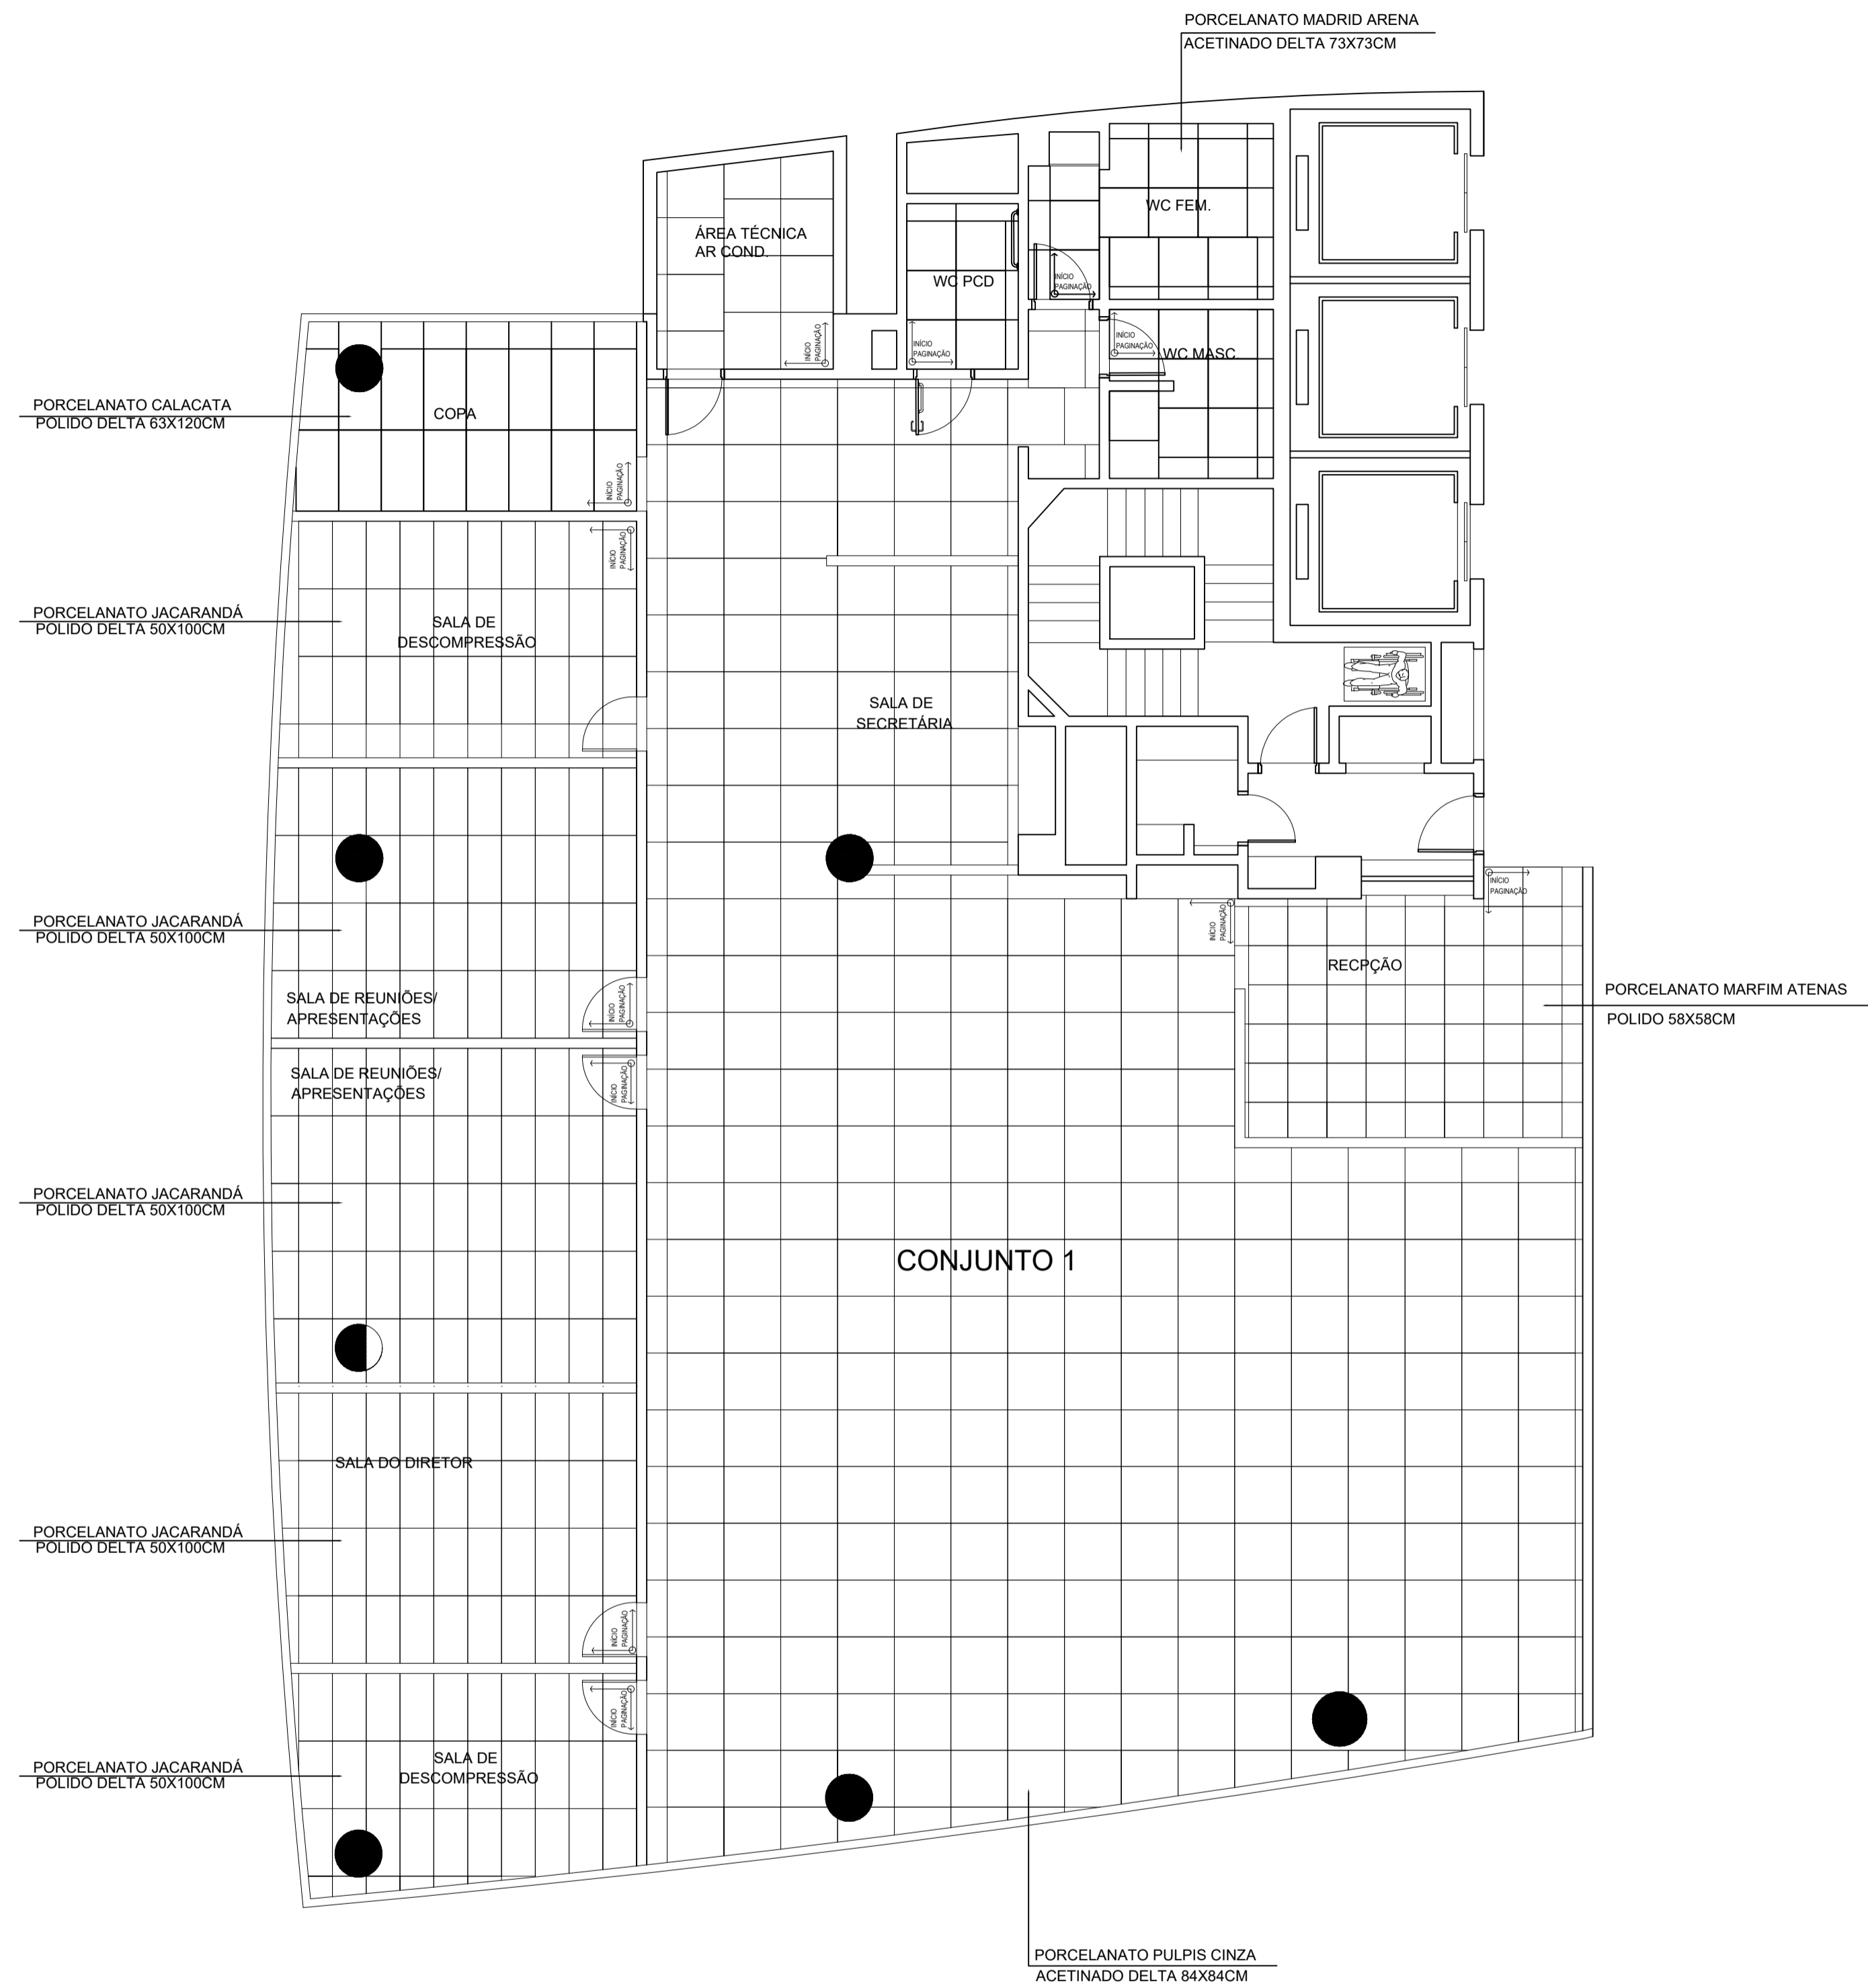 PORCELANATO MADRID ARENA
ACETINADO DELTA 73X73CM
WC FEM.
ÁREA TÉCNICA
AR COND.
WC PCD
INÍCIO
PAGINAÇÃO
INÍCIO
PAGINAÇÃO
INÍCIO
PAGINAÇÃO
INÍCIO
PAGINAÇÃO
WC MASC.
PORCELANATO CALACATA
POLIDO DELTA 63X120CM
COPA
INÍCIO
PAGINAÇÃO
INÍCIO
PAGINAÇÃO
PORCELANATO JACARANDÁ
POLIDO DELTA 50X100CM
SALA DE
DESCOMPRESSÃO
SALA DE
SECRETÁRIA
INÍCIO
PAGINAÇÃO
PORCELANATO JACARANDÁ
POLIDO DELTA 50X100CM
INÍCIO
PAGINAÇÃO
RECPÇÃO
PORCELANATO MARFIM ATENAS
POLIDO 58X58CM
SALA DE REUNIÕES/
APRESENTAÇÕES
INÍCIO
PAGINAÇÃO
SALA DE REUNIÕES/
APRESENTAÇÕES
INÍCIO
PAGINAÇÃO
PORCELANATO JACARANDÁ
POLIDO DELTA 50X100CM
CONJUNTO 1
SALA DO DIRETOR
PORCELANATO JACARANDÁ
POLIDO DELTA 50X100CM
INÍCIO
PAGINAÇÃO
INÍCIO
PAGINAÇÃO
PORCELANATO JACARANDÁ
POLIDO DELTA 50X100CM
SALA DE
DESCOMPRESSÃO
PORCELANATO PULPIS CINZA
ACETINADO DELTA 84X84CM